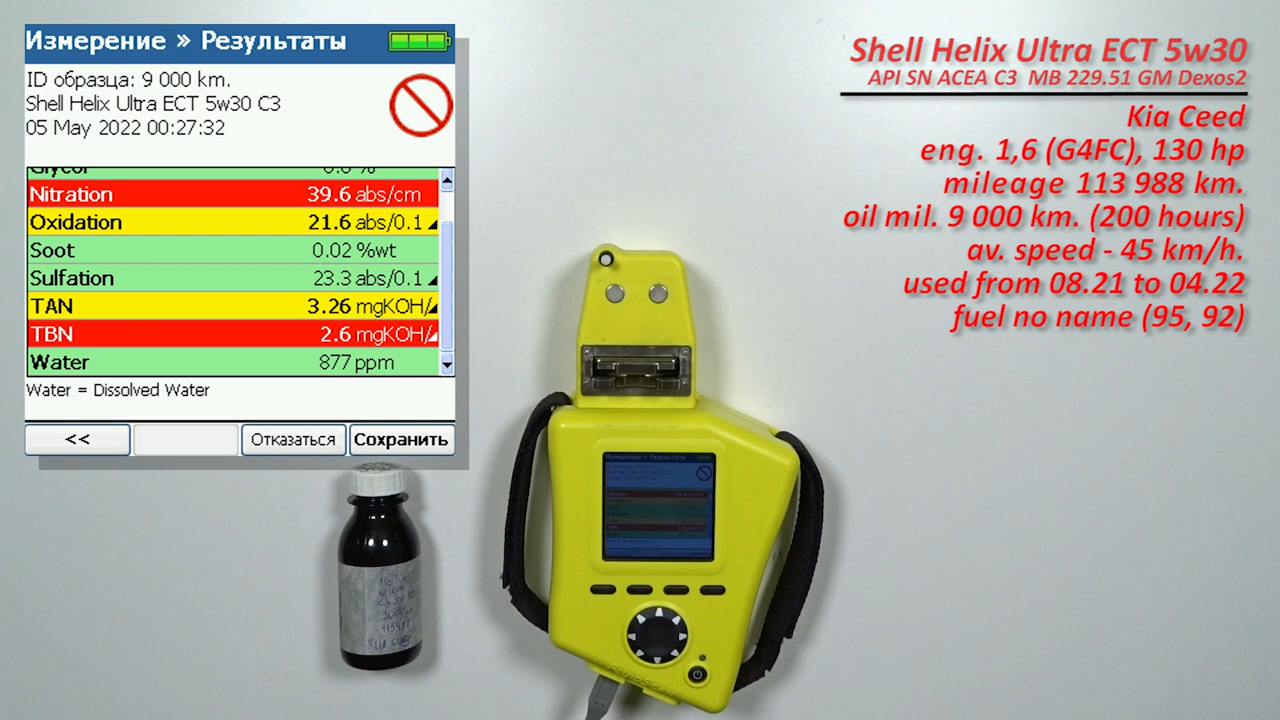 Измерение » Результаты
ID образца: 9 000 km.
Shell Helix Ultra ECT 5w30 C3
05 May 2022 00:27:32
Nitration 39.6 abs/cm
Oxidation 21.6 abs/0.1
Soot 0.02 %wt
Sulfation 23.3 abs/0.1
TAN 3.26 mgKOH/
TBN 2.6 mgKOH/
Water 877 ppm
Water = Dissolved Water
<< Отказаться Сохранить
Shell Helix Ultra ECT 5w30
API SN ACEA C3 MB 229.51 GM Dexos2
Kia Ceed
eng. 1,6 (G4FC), 130 hp
mileage 113 988 km.
oil mil. 9 000 km. (200 hours)
av. speed - 45 km/h.
used from 08.21 to 04.22
fuel no name (95, 92)
Измерение » Результаты